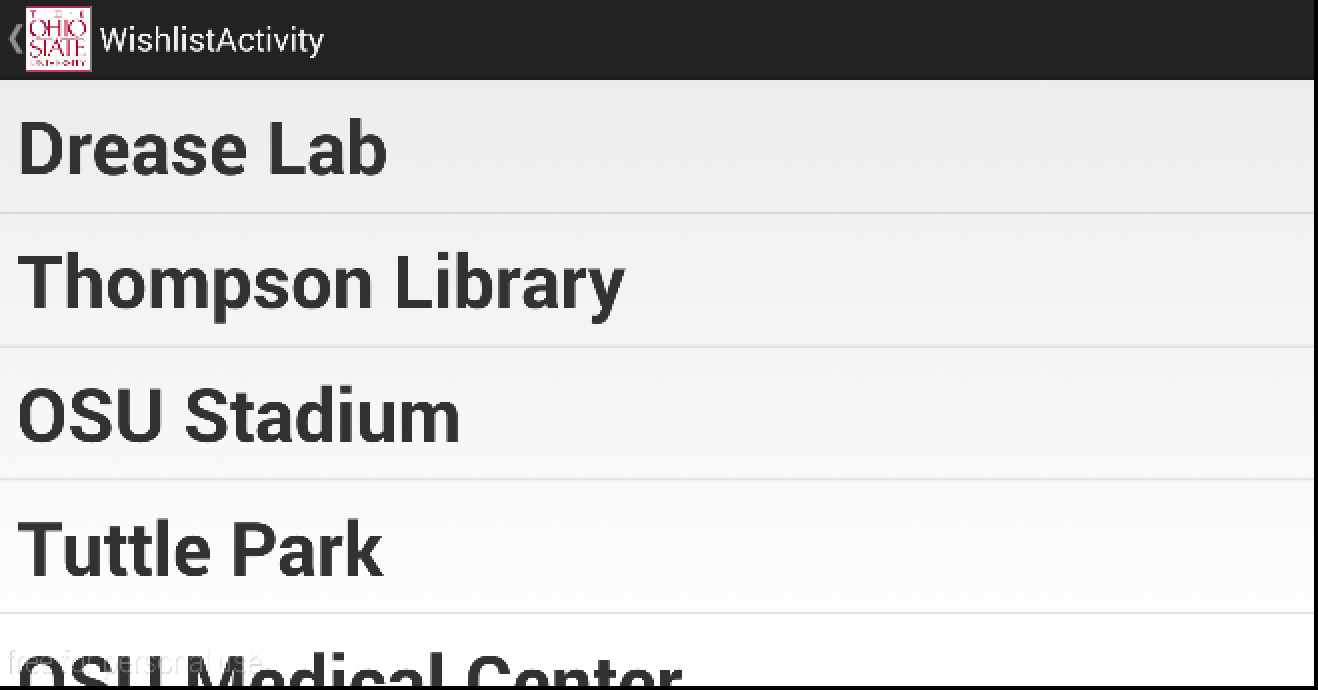 THE
OHIO
STATE
UNIVERSITY
WishlistActivity
Drease Lab
Thompson Library
OSU Stadium
Tuttle Park
OSU Medical Center
free for personal use